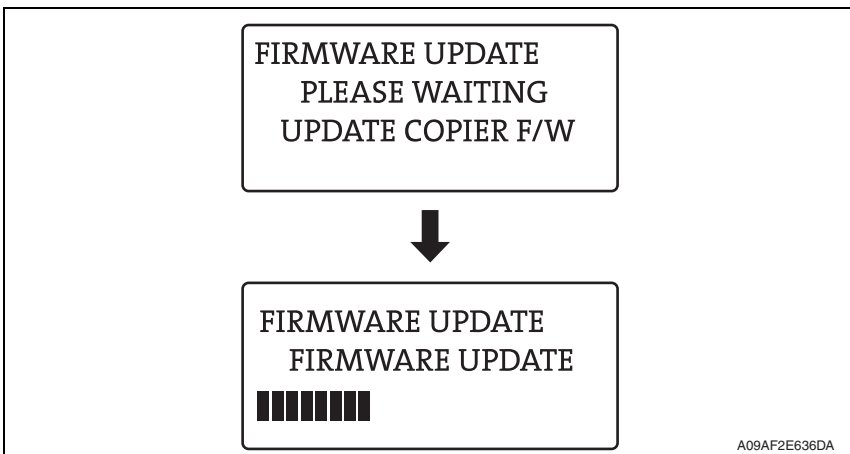 FIRMWARE UPDATE
PLEASE WAITING
UPDATE COPIER F/W
FIRMWARE UPDATE
FIRMWARE UPDATE
A09AF2E636DA